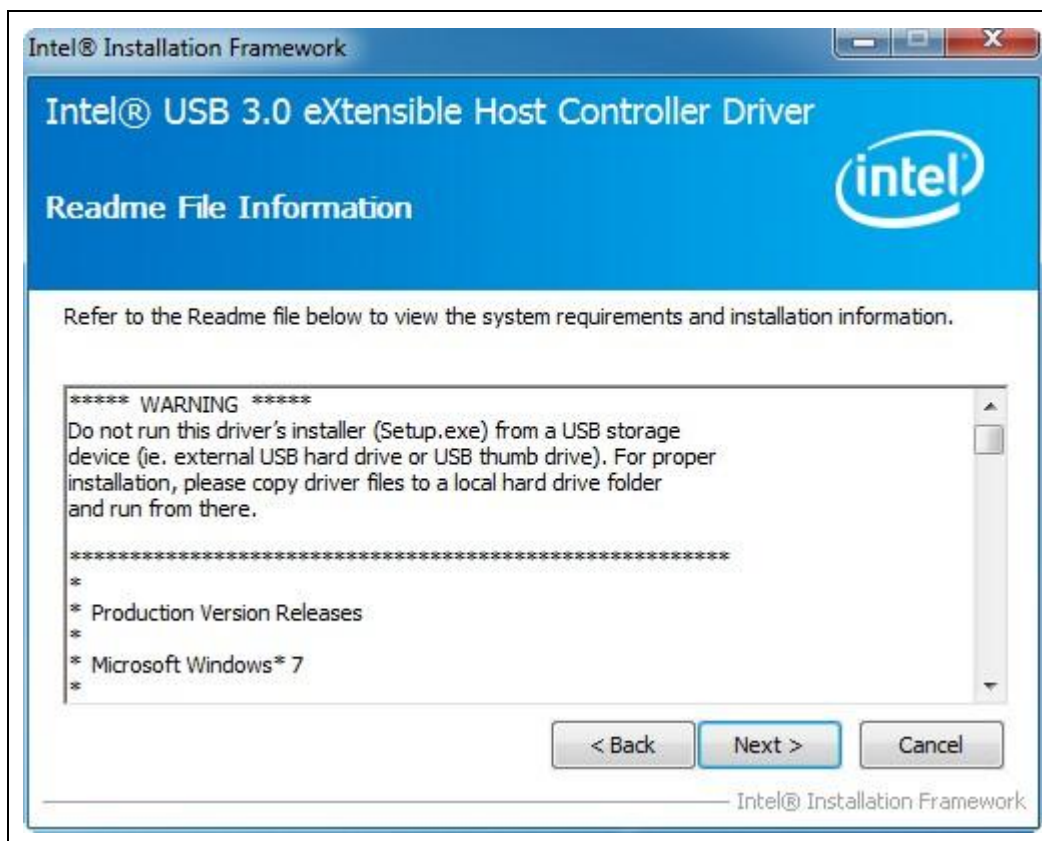 Intel® Installation Framework
Intel® USB 3.0 eXtensible Host Controller Driver
intel
Readme File Information
Refer to the Readme file below to view the system requirements and installation information.
***** WARNING *****
Do not run this driver's installer (Setup.exe) from a USB storage
device (ie. external USB hard drive or USB thumb drive). For proper
installation, please copy driver files to a local hard drive folder
and run from there.
*******************************************************
*
* Production Version Releases
*
* Microsoft Windows* 7
*
< Back Next > Cancel
Intel® Installation Framework